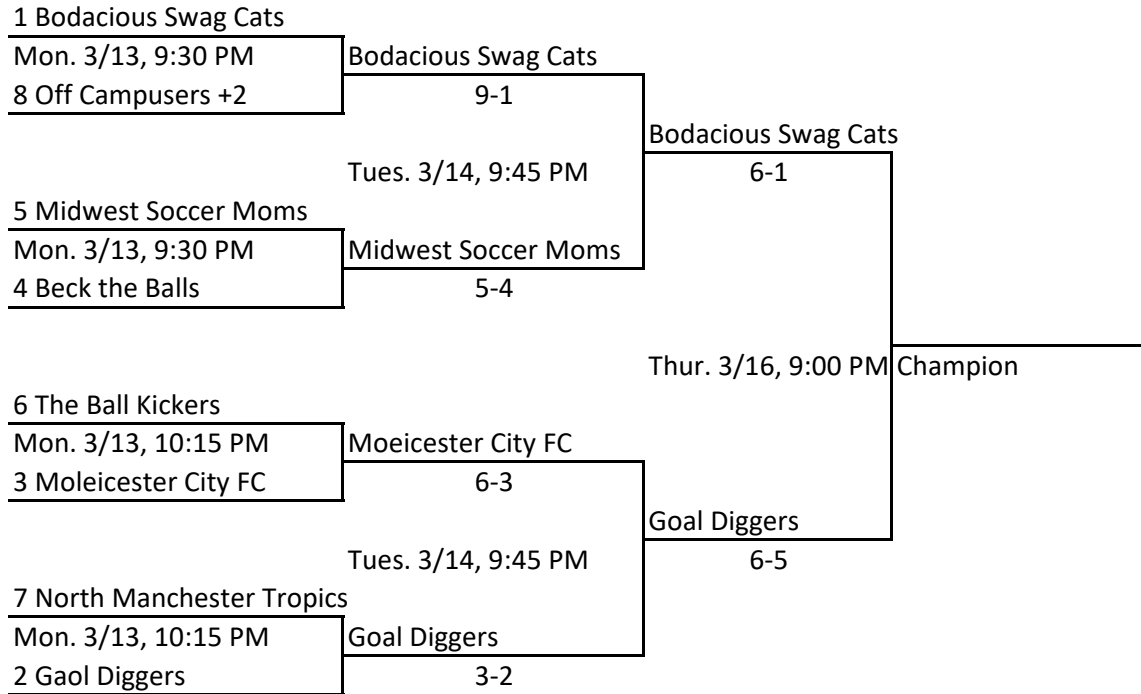 1 Bodacious Swag Cats
Mon. 3/13, 9:30 PM
Bodacious Swag Cats
8 Off Campusers +2
9-1
Bodacious Swag Cats
Tues. 3/14, 9:45 PM
6-1
5 Midwest Soccer Moms
Mon. 3/13, 9:30 PM
Midwest Soccer Moms
4 Beck the Balls
5-4
Thur. 3/16, 9:00 PM
Champion
6 The Ball Kickers
Mon. 3/13, 10:15 PM
Moeicester City FC
3 Moleicester City FC
6-3
Goal Diggers
Tues. 3/14, 9:45 PM
6-5
7 North Manchester Tropics
Mon. 3/13, 10:15 PM
Goal Diggers
2 Gaol Diggers
3-2